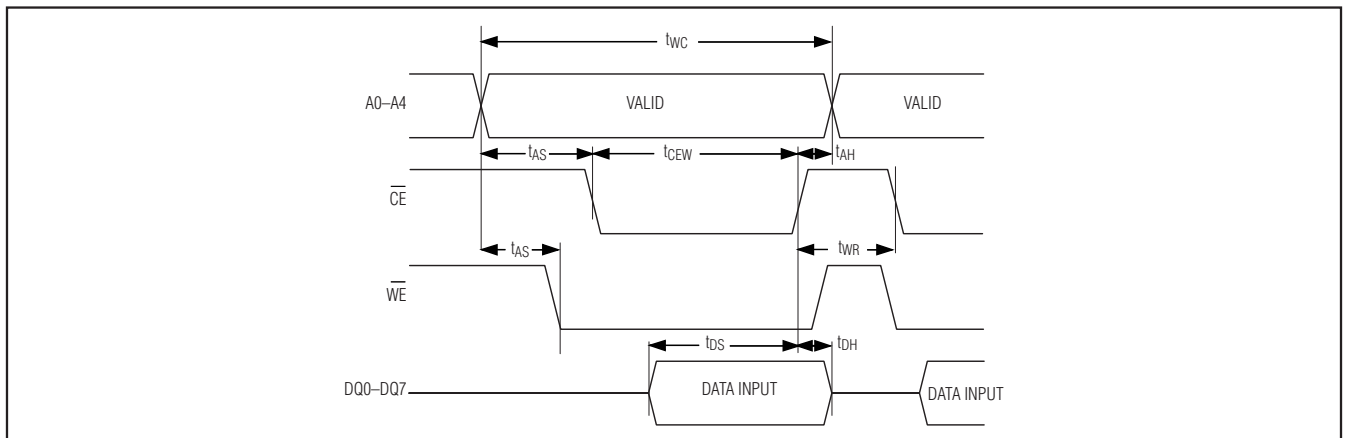 tWC
A0–A4 VALID VALID
tAS tCEW tAH
CE
tAS tWR
WE
tDS tDH
DQ0–DQ7 DATA INPUT DATA INPUT